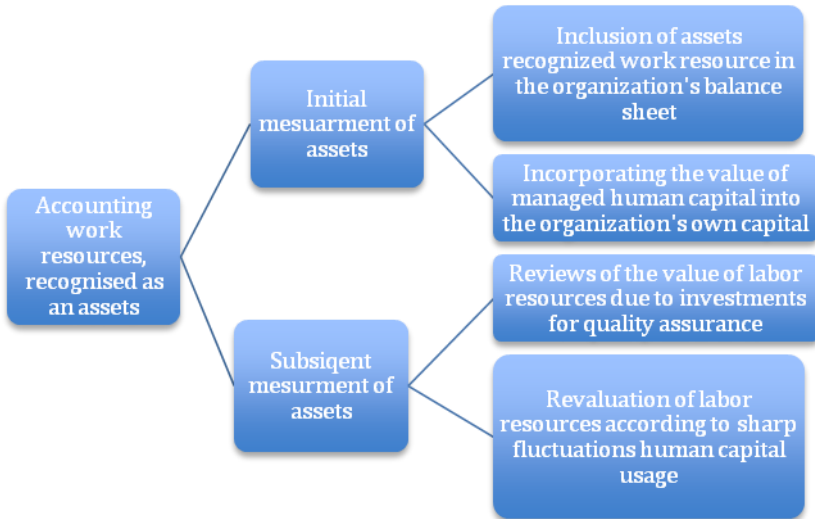 Accounting
work
resources,
recognised as
an assets
Initial
mesuarment of
assets
Inclusion of assets
recognized work resource in
the organization's balance
sheet
Incorporating the value of
managed human capital into
the organization's own capital
Subsiqent
mesurment of
assets
Reviews of the value of labor
resources due to investments
for quality assurance
Revaluation of labor
resources according to sharp
fluctuations human capital
usage